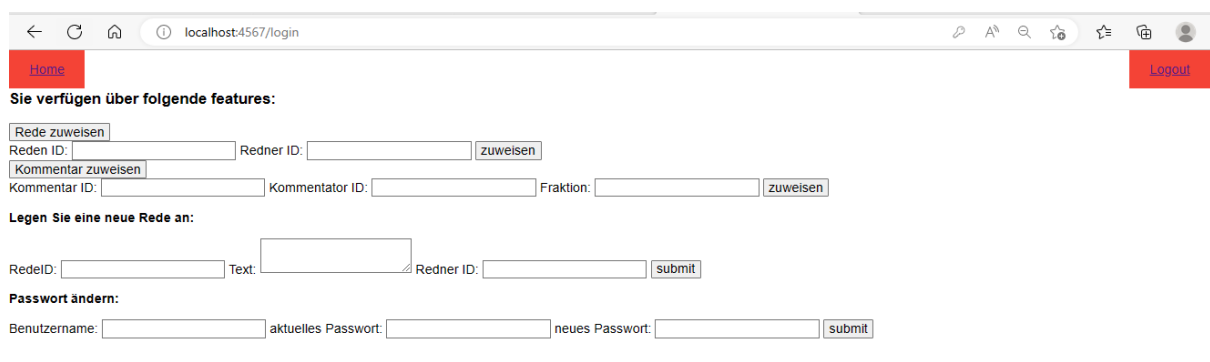 localhost:4567/login
Home Logout
Sie verfügen über folgende features:
Rede zuweisen
Reden ID: Redner ID: zuweisen
Kommentar zuweisen
Kommentar ID: Kommentator ID: Fraktion: zuweisen
Legen Sie eine neue Rede an:
RedeID: Text: Redner ID: submit
Passwort ändern:
Benutzername: aktuelles Passwort: neues Passwort: submit